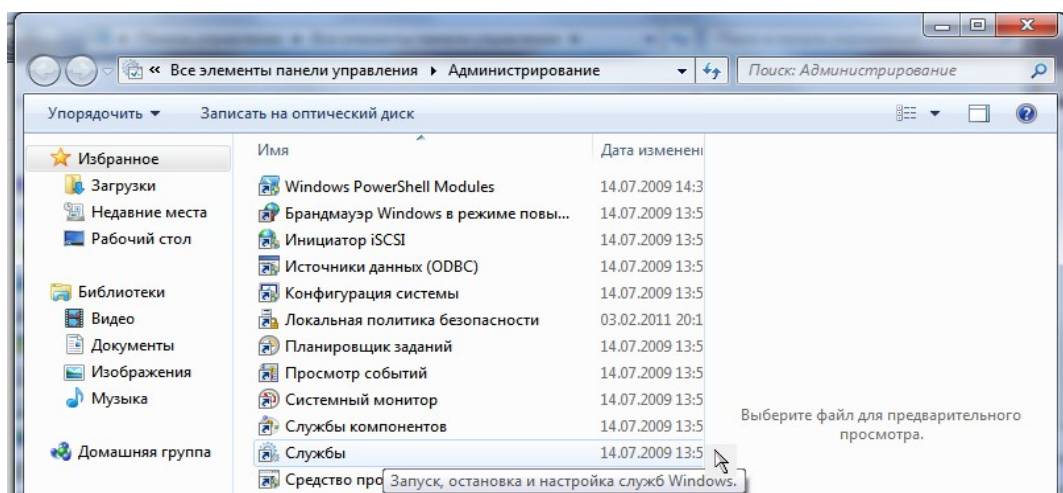 « Все элементы панели управления ▸ Администрирование
Поиск: Администрирование
Упорядочить ▼ Записать на оптический диск
Имя Дата изменени
Избранное
Загрузки
Недавние места
Рабочий стол
Библиотеки
Видео
Документы
Изображения
Музыка
Домашняя группа
Windows PowerShell Modules 14.07.2009 14:3
Брандмауэр Windows в режиме повы... 14.07.2009 13:5
Инициатор iSCSI 14.07.2009 13:5
Источники данных (ODBC) 14.07.2009 13:5
Конфигурация системы 14.07.2009 13:5
Локальная политика безопасности 03.02.2011 20:1
Планировщик заданий 14.07.2009 13:5
Просмотр событий 14.07.2009 13:5
Системный монитор 14.07.2009 13:5
Службы компонентов 14.07.2009 13:5
Службы 14.07.2009 13:5
Средство про
Запуск, остановка и настройка служб Windows.
Выберите файл для предварительного
просмотра.